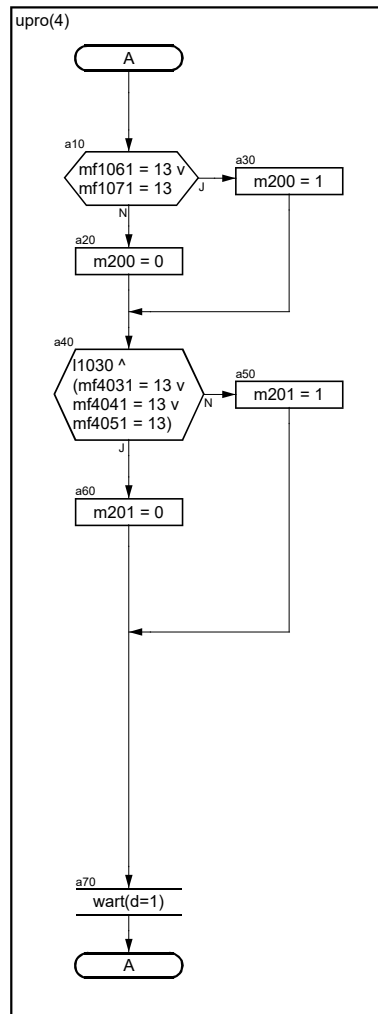 upro(4)
A
a10
mf1061 = 13 v
mf1071 = 13
J
N
a30
m200 = 1
a20
m200 = 0
a40
l1030 ^
(mf4031 = 13 v
mf4041 = 13 v
mf4051 = 13)
N
J
a50
m201 = 1
a60
m201 = 0
a70
wart(d=1)
A